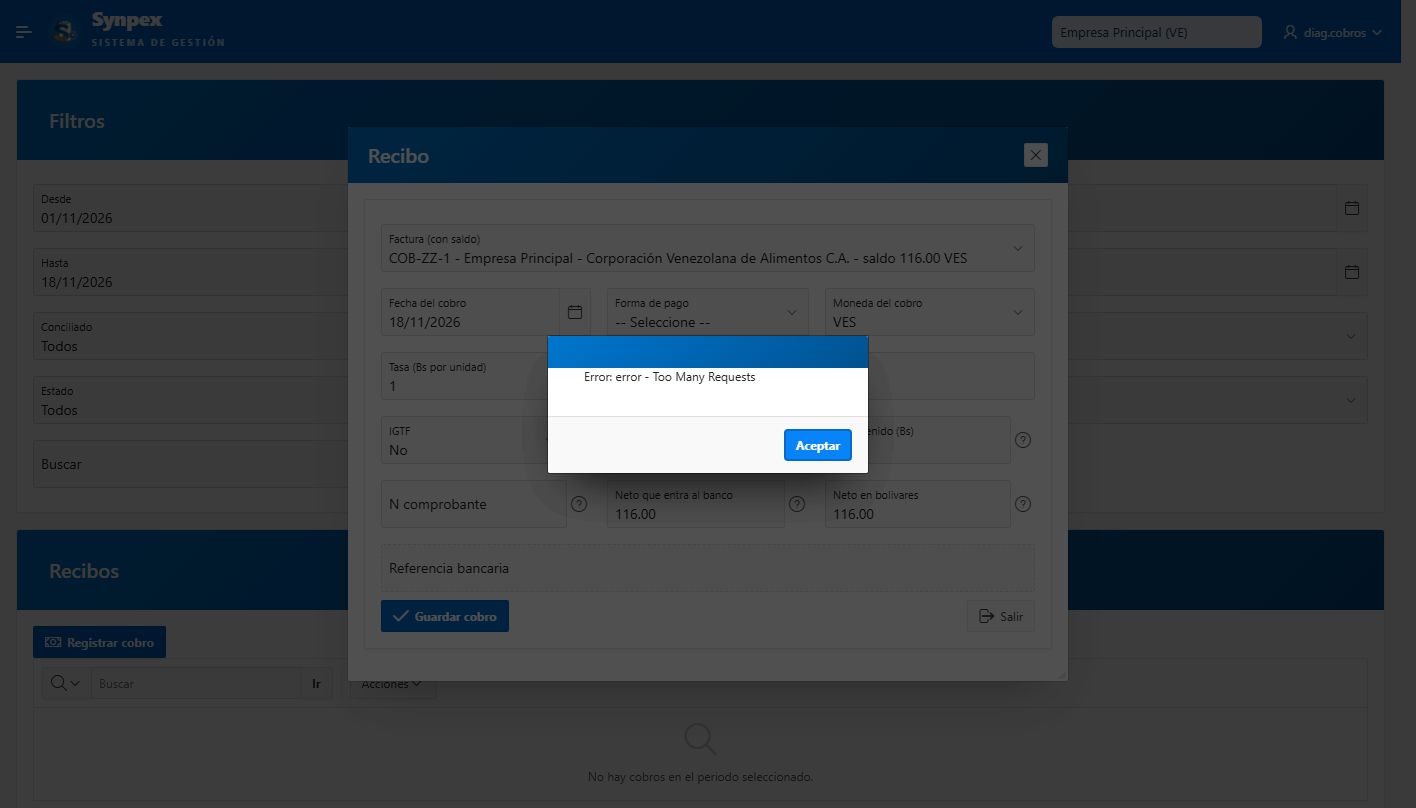 Synpex
SISTEMA DE GESTIÓN
Empresa Principal (VE)
diag.cobros
Filtros
Desde
01/11/2026
Hasta
18/11/2026
Conciliado
Todos
Estado
Todos
Buscar
Recibo
Factura (con saldo)
COB-ZZ-1 - Empresa Principal - Corporación Venezolana de Alimentos C.A. - saldo 116.00 VES
Fecha del cobro
18/11/2026
Forma de pago
-- Seleccione --
Moneda del cobro
VES
Tasa (Bs por unidad)
1
Error: error - Too Many Requests
Aceptar
IGTF
No
enido (Bs)
N comprobante
Neto que entra al banco
116.00
Neto en bolívares
116.00
Referencia bancaria
Guardar cobro
Salir
Recibos
Registrar cobro
Buscar
Ir
Acciones
No hay cobros en el periodo seleccionado.